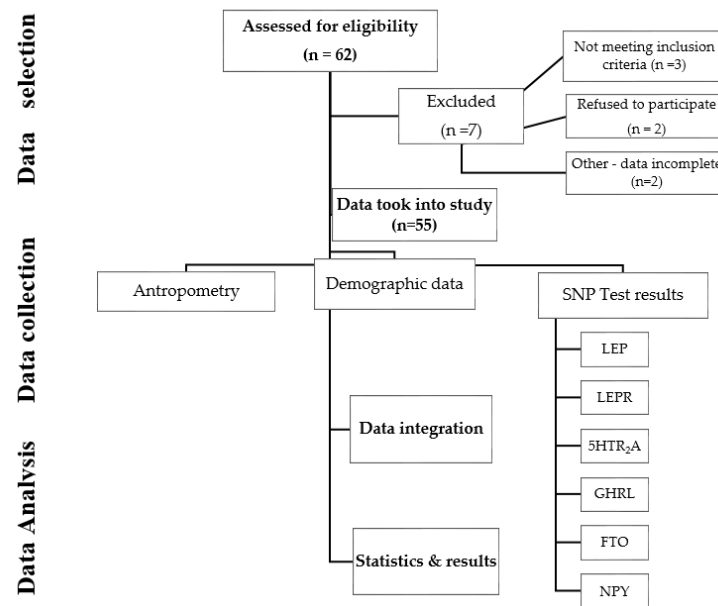 Data selection
Assessed for eligibility
(n = 62)
Not meeting inclusion
criteria (n =3)
Excluded
(n =7)
Refused to participate
(n = 2)
Other - data incomplete
(n=2)
Data took into study
(n=55)
Data collection
Antropometry
Demographic data
SNP Test results
LEP
LEPR
5HTR₂A
GHRL
FTO
NPY
Data Analysis
Data integration
Statistics & results